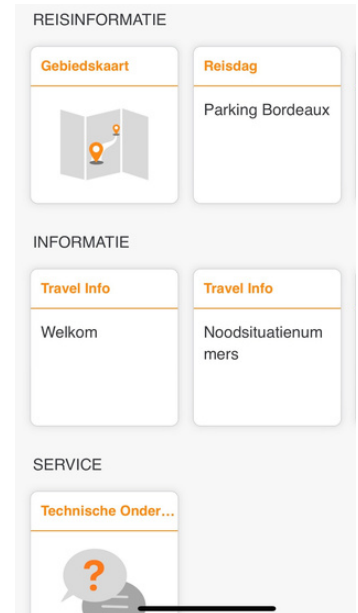 REISINFORMATIE
Gebiedskaart
Reisdag
Parking Bordeaux
INFORMATIE
Travel Info
Travel Info
Welkom
Noodsituatienum
mers
SERVICE
Technische Onder...
?